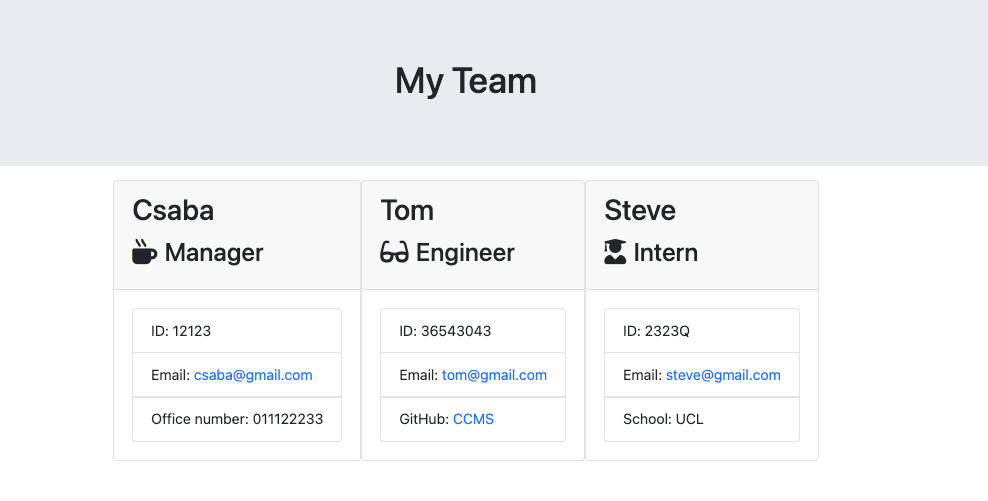 My Team
Csaba
Manager
ID: 12123
Email: csaba@gmail.com
Office number: 011122233
Tom
Engineer
ID: 36543043
Email: tom@gmail.com
GitHub: CCMS
Steve
Intern
ID: 2323Q
Email: steve@gmail.com
School: UCL